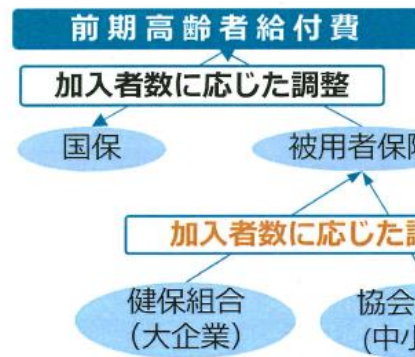 前期高齢者給付費
加入者数に応じた調整
国保
被用者保
加入者数に応じた
健保組合
（大企業）
協会
（中小